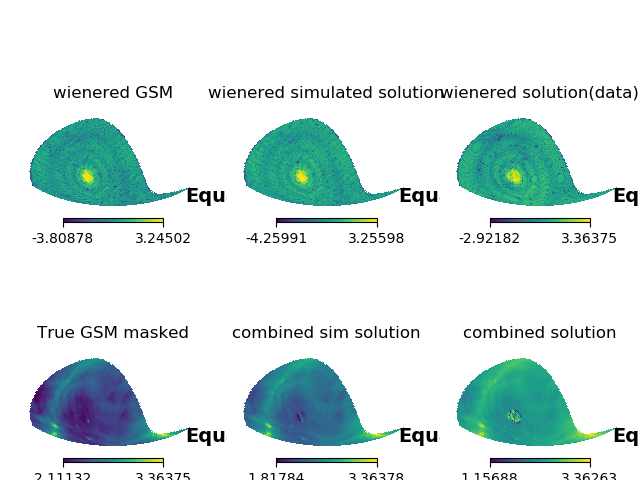 wienered GSM
wienered simulated solution
wienered solution(data)
Equ
Equ
Eq
-3.80878 3.24502
-4.25991 3.25598
-2.92182 3.36375
True GSM masked
combined sim solution
combined solution
Equ
Equ
Eq
2.11132 3.36375
1.81784 3.36378
1.15688 3.36263